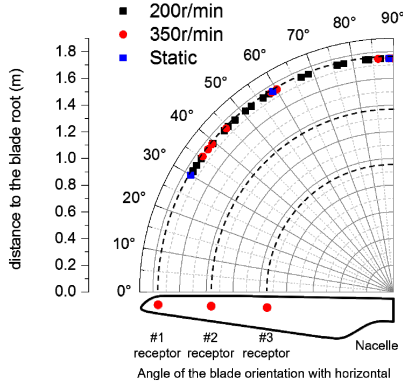 200r/min
350r/min
Static
90°
80°
70°
60°
50°
40°
30°
20°
10°
0°
1.8
1.6
1.4
1.2
1.0
0.8
0.6
0.4
0.2
0.0
distance to the blade root (m)
#1 #2 #3
receptor receptor receptor
Nacelle
Angle of the blade orientation with horizontal